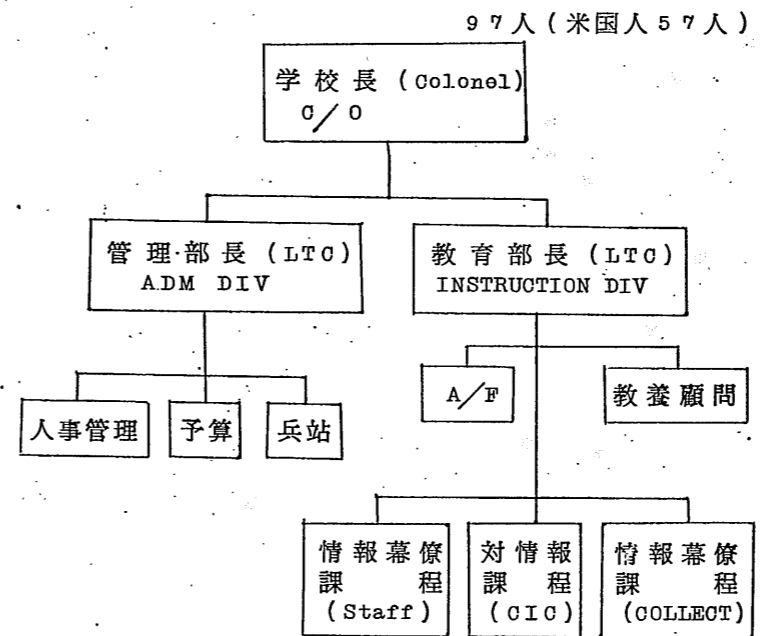 97人(米国人57人)
学校長(Colonel)
C/O
管理部長(LTC)
ADM DIV
教育部長(LTC)
INSTRUCTION DIV
A/F
教養顧問
人事管理
予算
兵站
情報幕僚
課程
(Staff)
対情報
課程
(CIC)
情報幕僚
課程
(COLLECT)